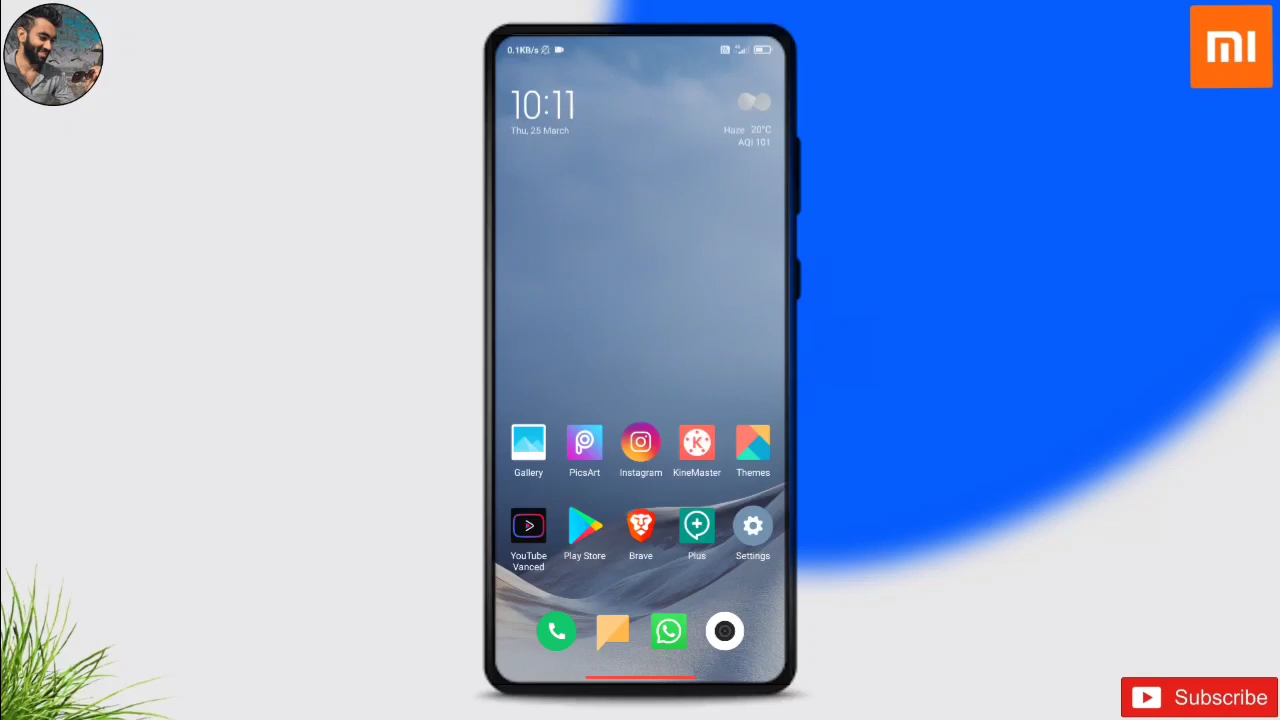 0.1KB/s
4G
10:11
Thu, 25 March
Haze 20°C
AQI 101
Gallery
PicsArt
Instagram
KineMaster
Themes
YouTube
Vanced
Play Store
Brave
Plus
Settings
MI
Subscribe